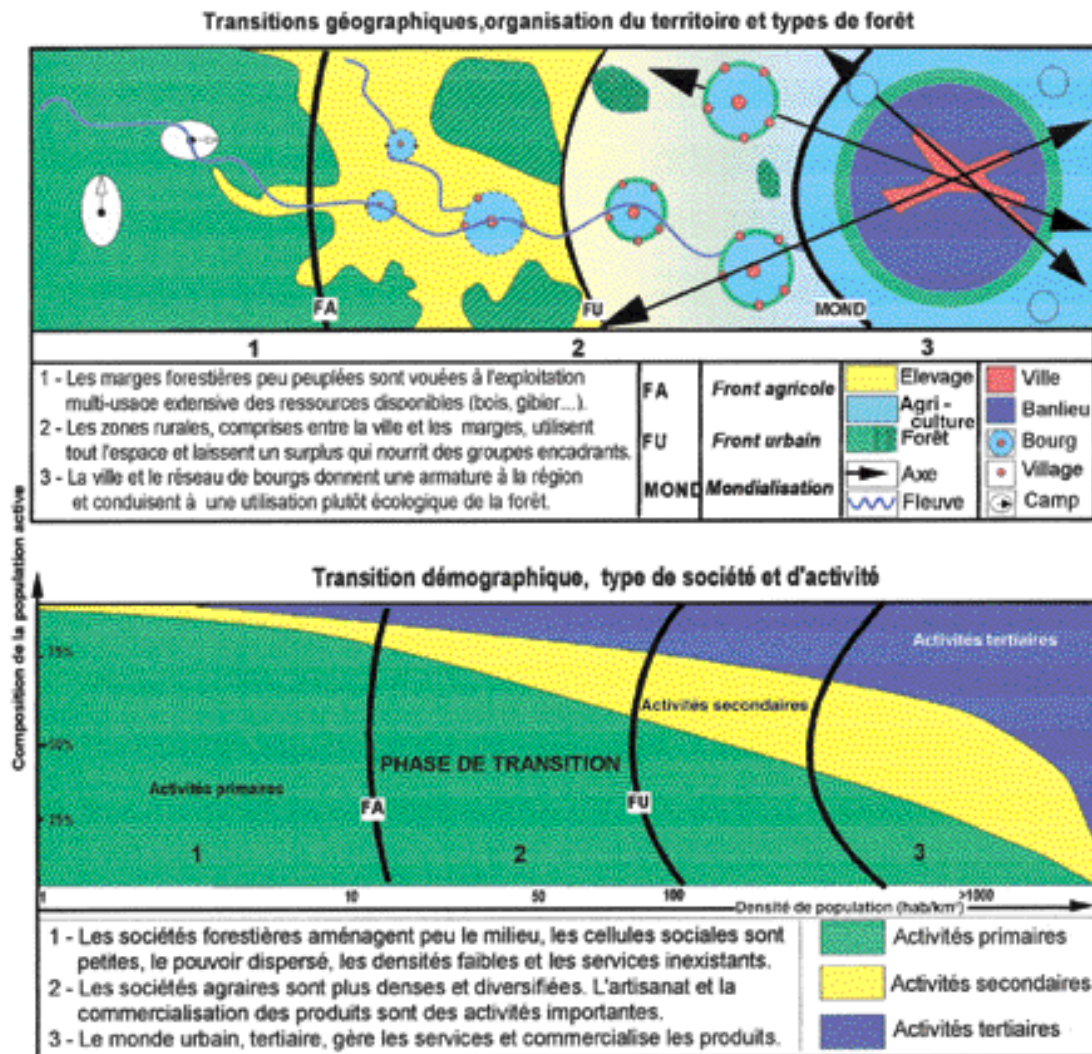 Transitions géographiques,organisation du territoire et types de forêt
FA
FU
MOND
1
2
3
1 - Les marges forestières peu peuplées sont vouées à l'exploitation
multi-usage extensive des ressources disponibles (bois, gibier...).
2 - Les zones rurales, comprises entre la ville et les marges, utilisent
tout l'espace et laissent un surplus qui nourrit des groupes encadrants.
3 - La ville et le réseau de bourgs donnent une armature à la région
et conduisent à une utilisation plutôt écologique de la forêt.
FA Front agricole
FU Front urbain
MOND Mondialisation
Elevage
Agri-
culture
Forêt
Axe
Fleuve
Ville
Banlieu
Bourg
Village
Camp
Transition démographique, type de société et d'activité
Composition de la population active
75%
50%
25%
Activités tertiaires
Activités secondaires
PHASE DE TRANSITION
Activités primaires
FA
FU
1
2
3
1
10
50
100
>1000
Densité de population (hab/km²)
1 - Les sociétés forestières aménagent peu le milieu, les cellules sociales sont
petites, le pouvoir dispersé, les densités faibles et les services inexistants.
2 - Les sociétés agraires sont plus denses et diversifiées. L'artisanat et la
commercialisation des produits sont des activités importantes.
3 - Le monde urbain, tertiaire, gère les services et commercialise les produits.
Activités primaires
Activités secondaires
Activités tertiaires